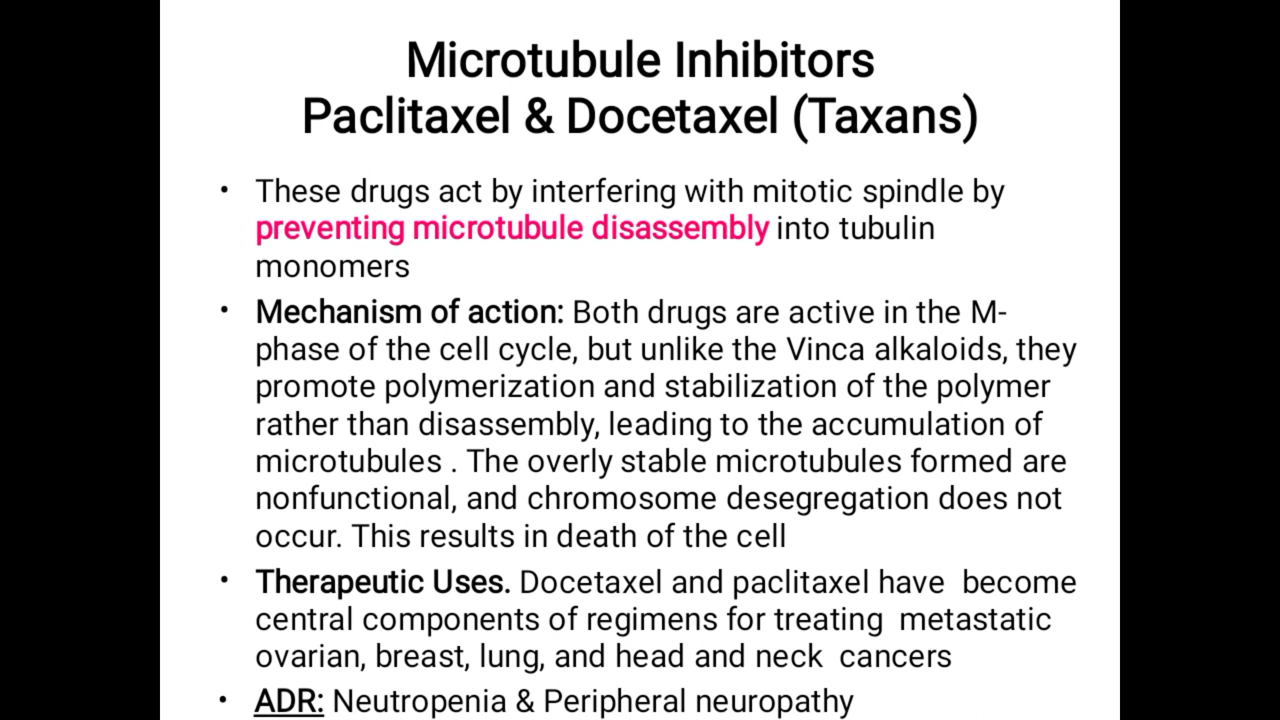 Microtubule Inhibitors
Paclitaxel & Docetaxel (Taxans)
• These drugs act by interfering with mitotic spindle by
preventing microtubule disassembly into tubulin
monomers
• Mechanism of action: Both drugs are active in the M-
phase of the cell cycle, but unlike the Vinca alkaloids, they
promote polymerization and stabilization of the polymer
rather than disassembly, leading to the accumulation of
microtubules . The overly stable microtubules formed are
nonfunctional, and chromosome desegregation does not
occur. This results in death of the cell
• Therapeutic Uses. Docetaxel and paclitaxel have  become
central components of regimens for treating  metastatic
ovarian, breast, lung, and head and neck  cancers
• ADR: Neutropenia & Peripheral neuropathy